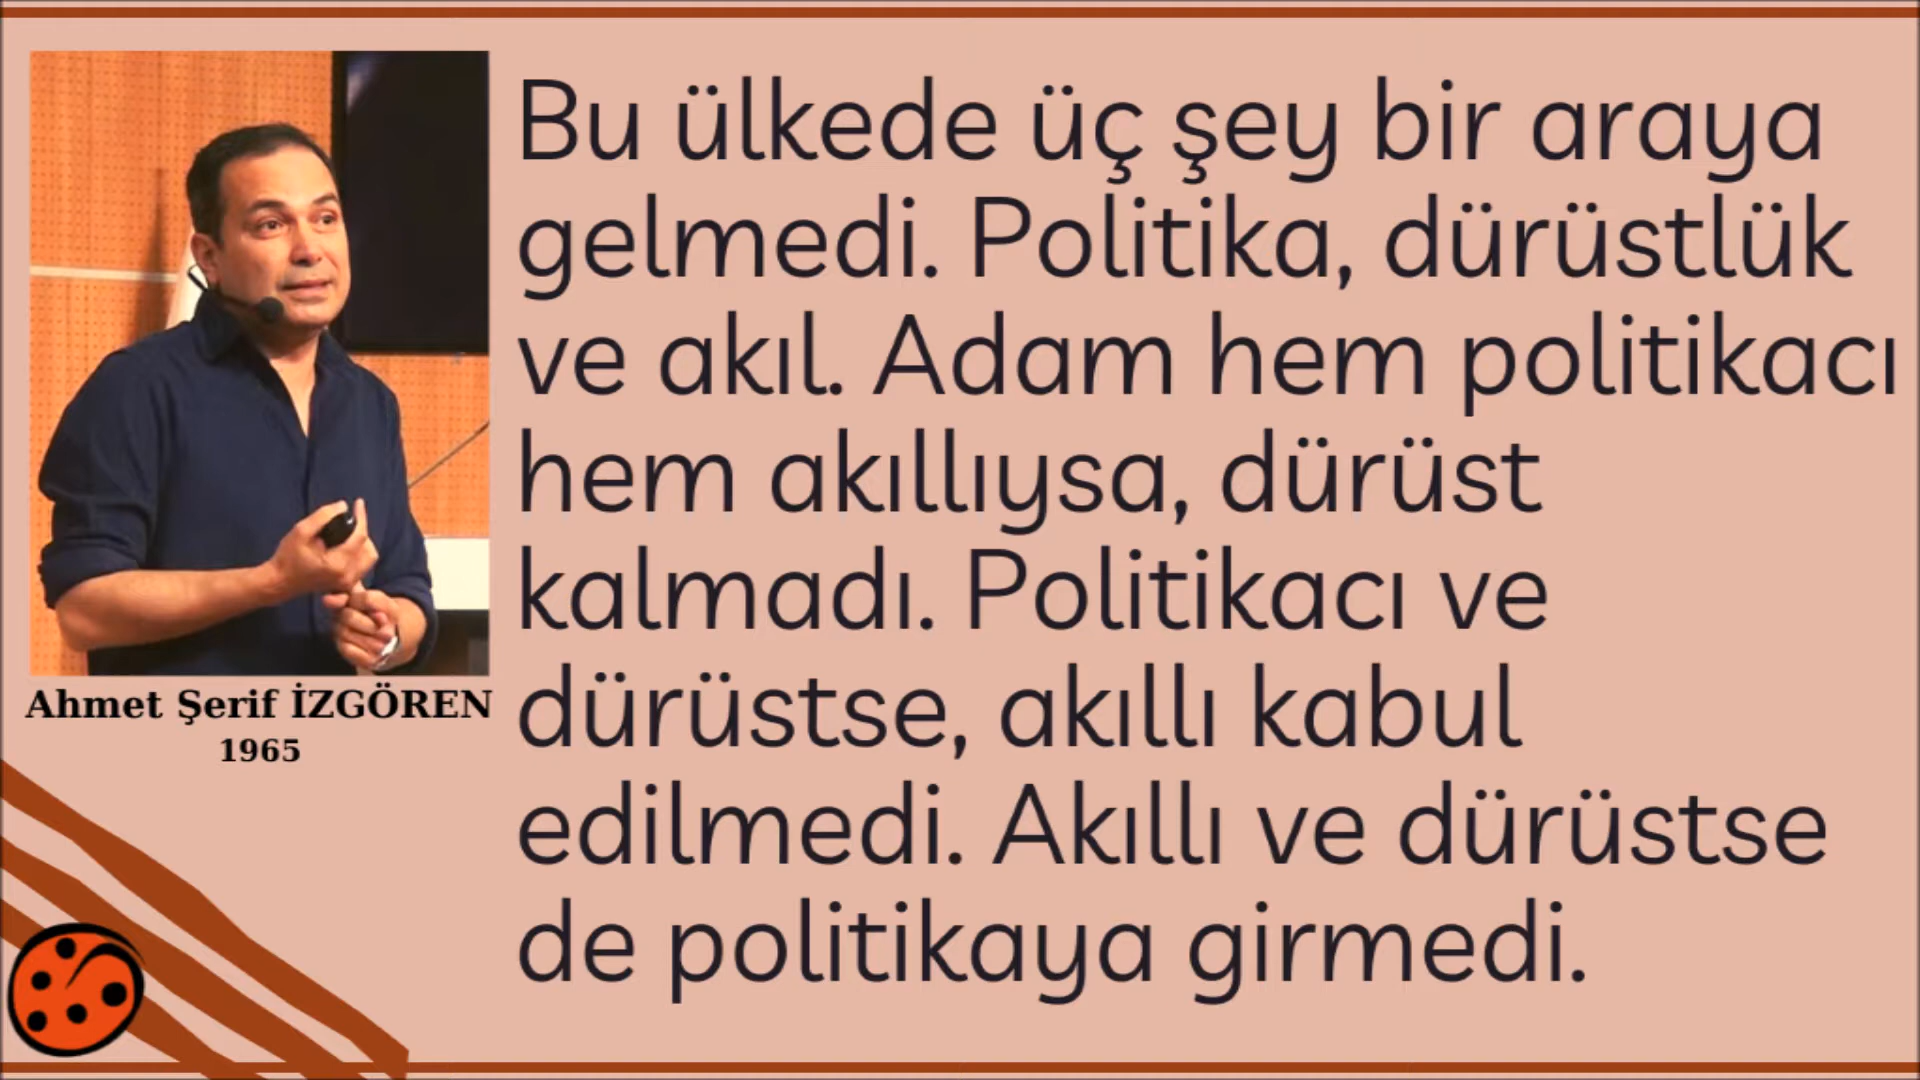 Bu ülkede üç şey bir araya
gelmedi. Politika, dürüstlük
ve akıl. Adam hem politikacı
hem akıllıysa, dürüst
kalmadı. Politikacı ve
dürüstse, akıllı kabul
edilmedi. Akıllı ve dürüstse
de politikaya girmedi.
Ahmet Şerif İZGÖREN
1965